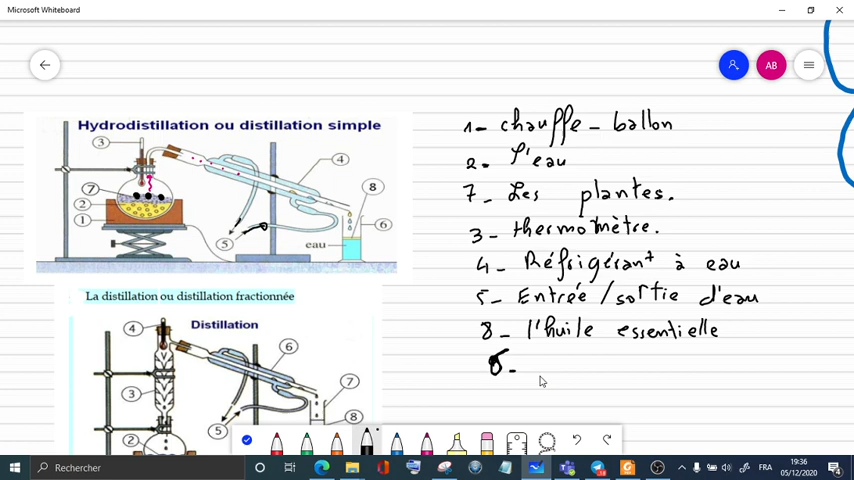 Microsoft Whiteboard
AB
Hydrodistillation ou distillation simple
3
4
7
8
2
6
1
5
eau
1- chauffe-ballon
2- L'eau
7- Les plantes.
3- thermomètre.
4- Réfrigérant à eau
5- Entrée/sortie d'eau
8- l'huile essentielle
6-
La distillation ou distillation fractionnée
Distillation
4
6
3
7
8
5
2
Rechercher
FRA
19:36
05/12/2020